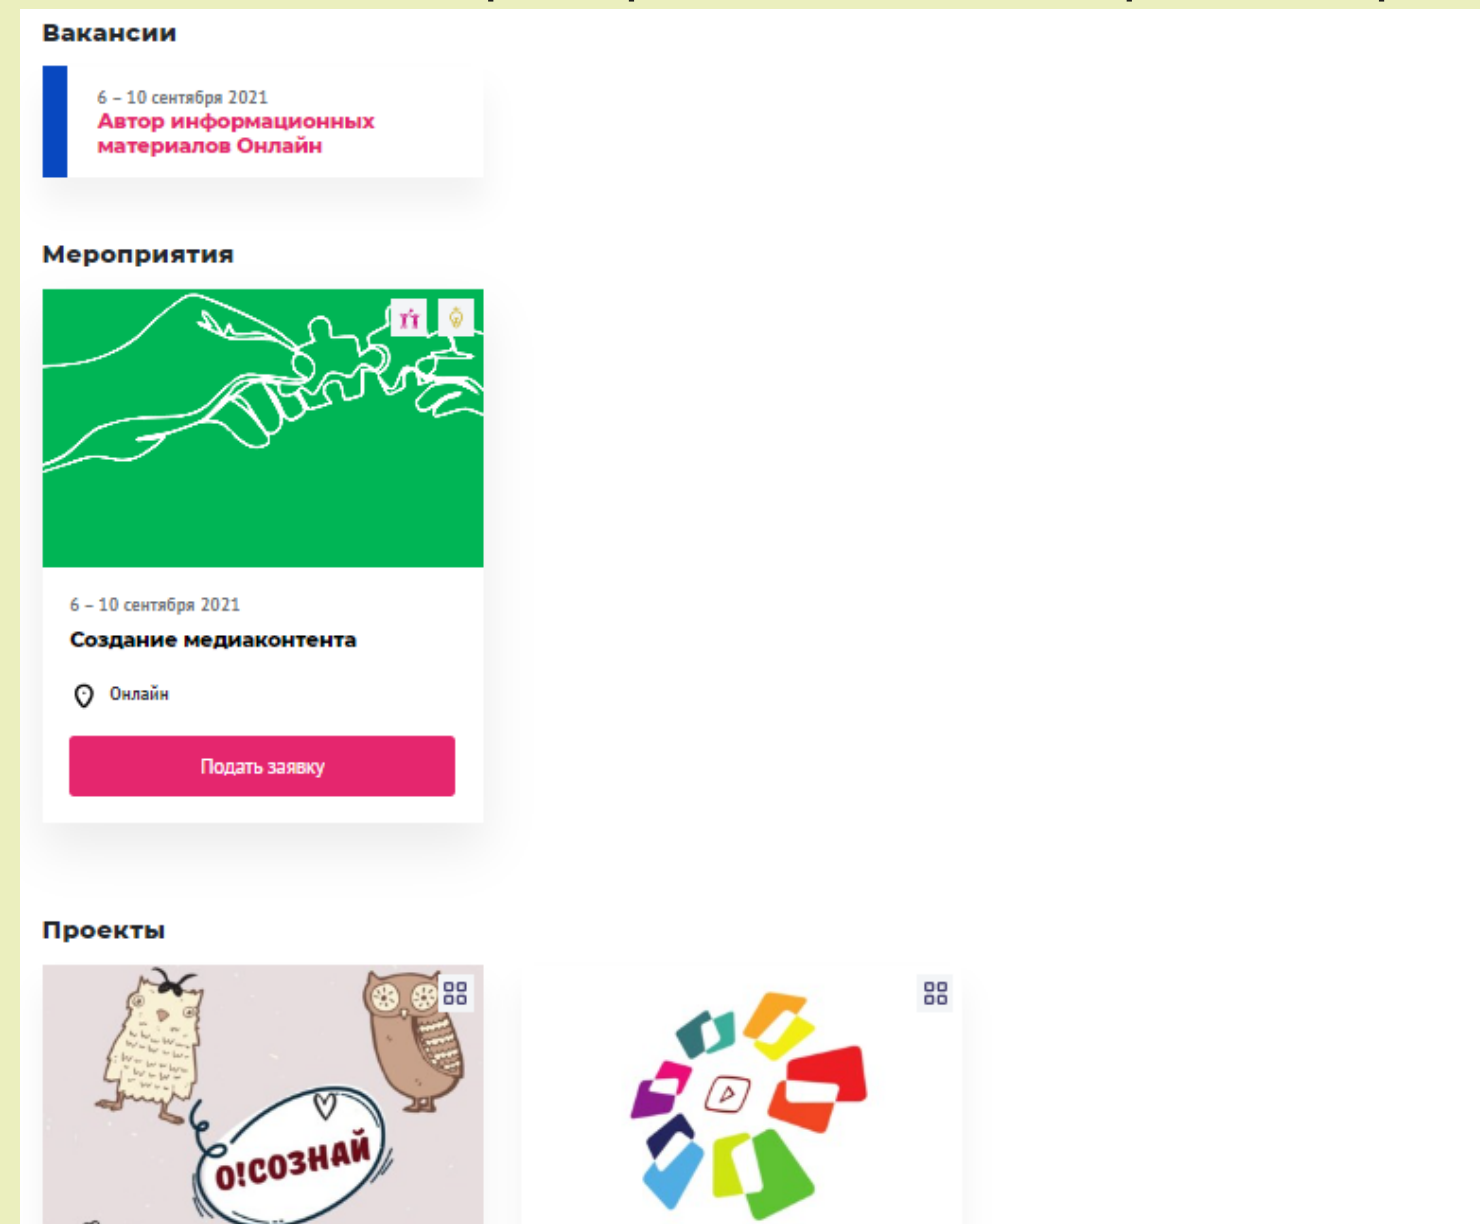 Вакансии
6 – 10 сентября 2021
Автор информационных
материалов Онлайн
Мероприятия
6 – 10 сентября 2021
Создание медиаконтента
Онлайн
Подать заявку
Проекты
О!СОЗНАЙ